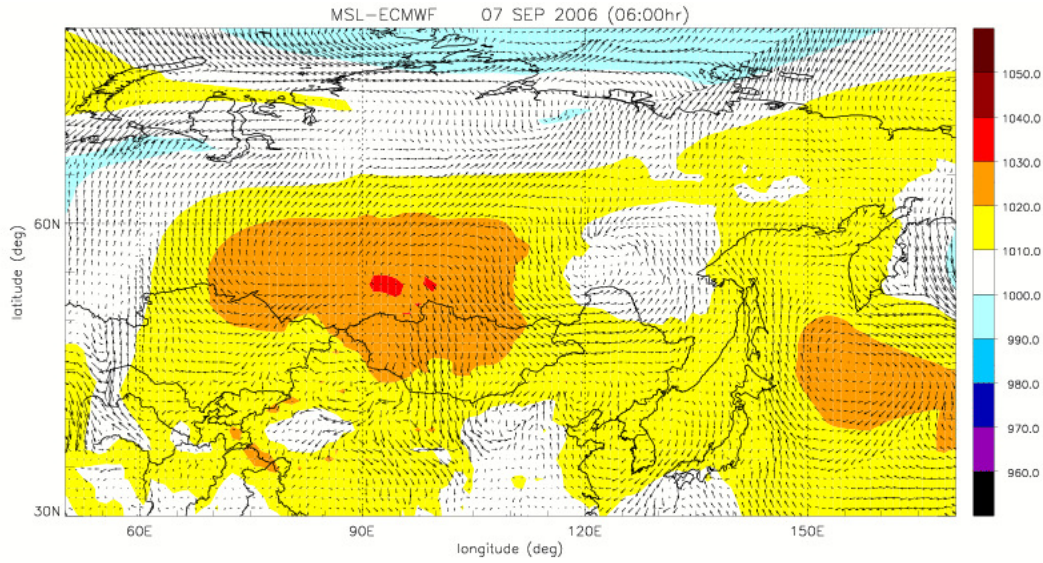 MSL-ECMWF 07 SEP 2006 (06:00hr)
1050.0
1040.0
1030.0
1020.0
1010.0
1000.0
990.0
980.0
970.0
960.0
latitude (deg)
60N
30N
60E 90E 120E 150E
longitude (deg)